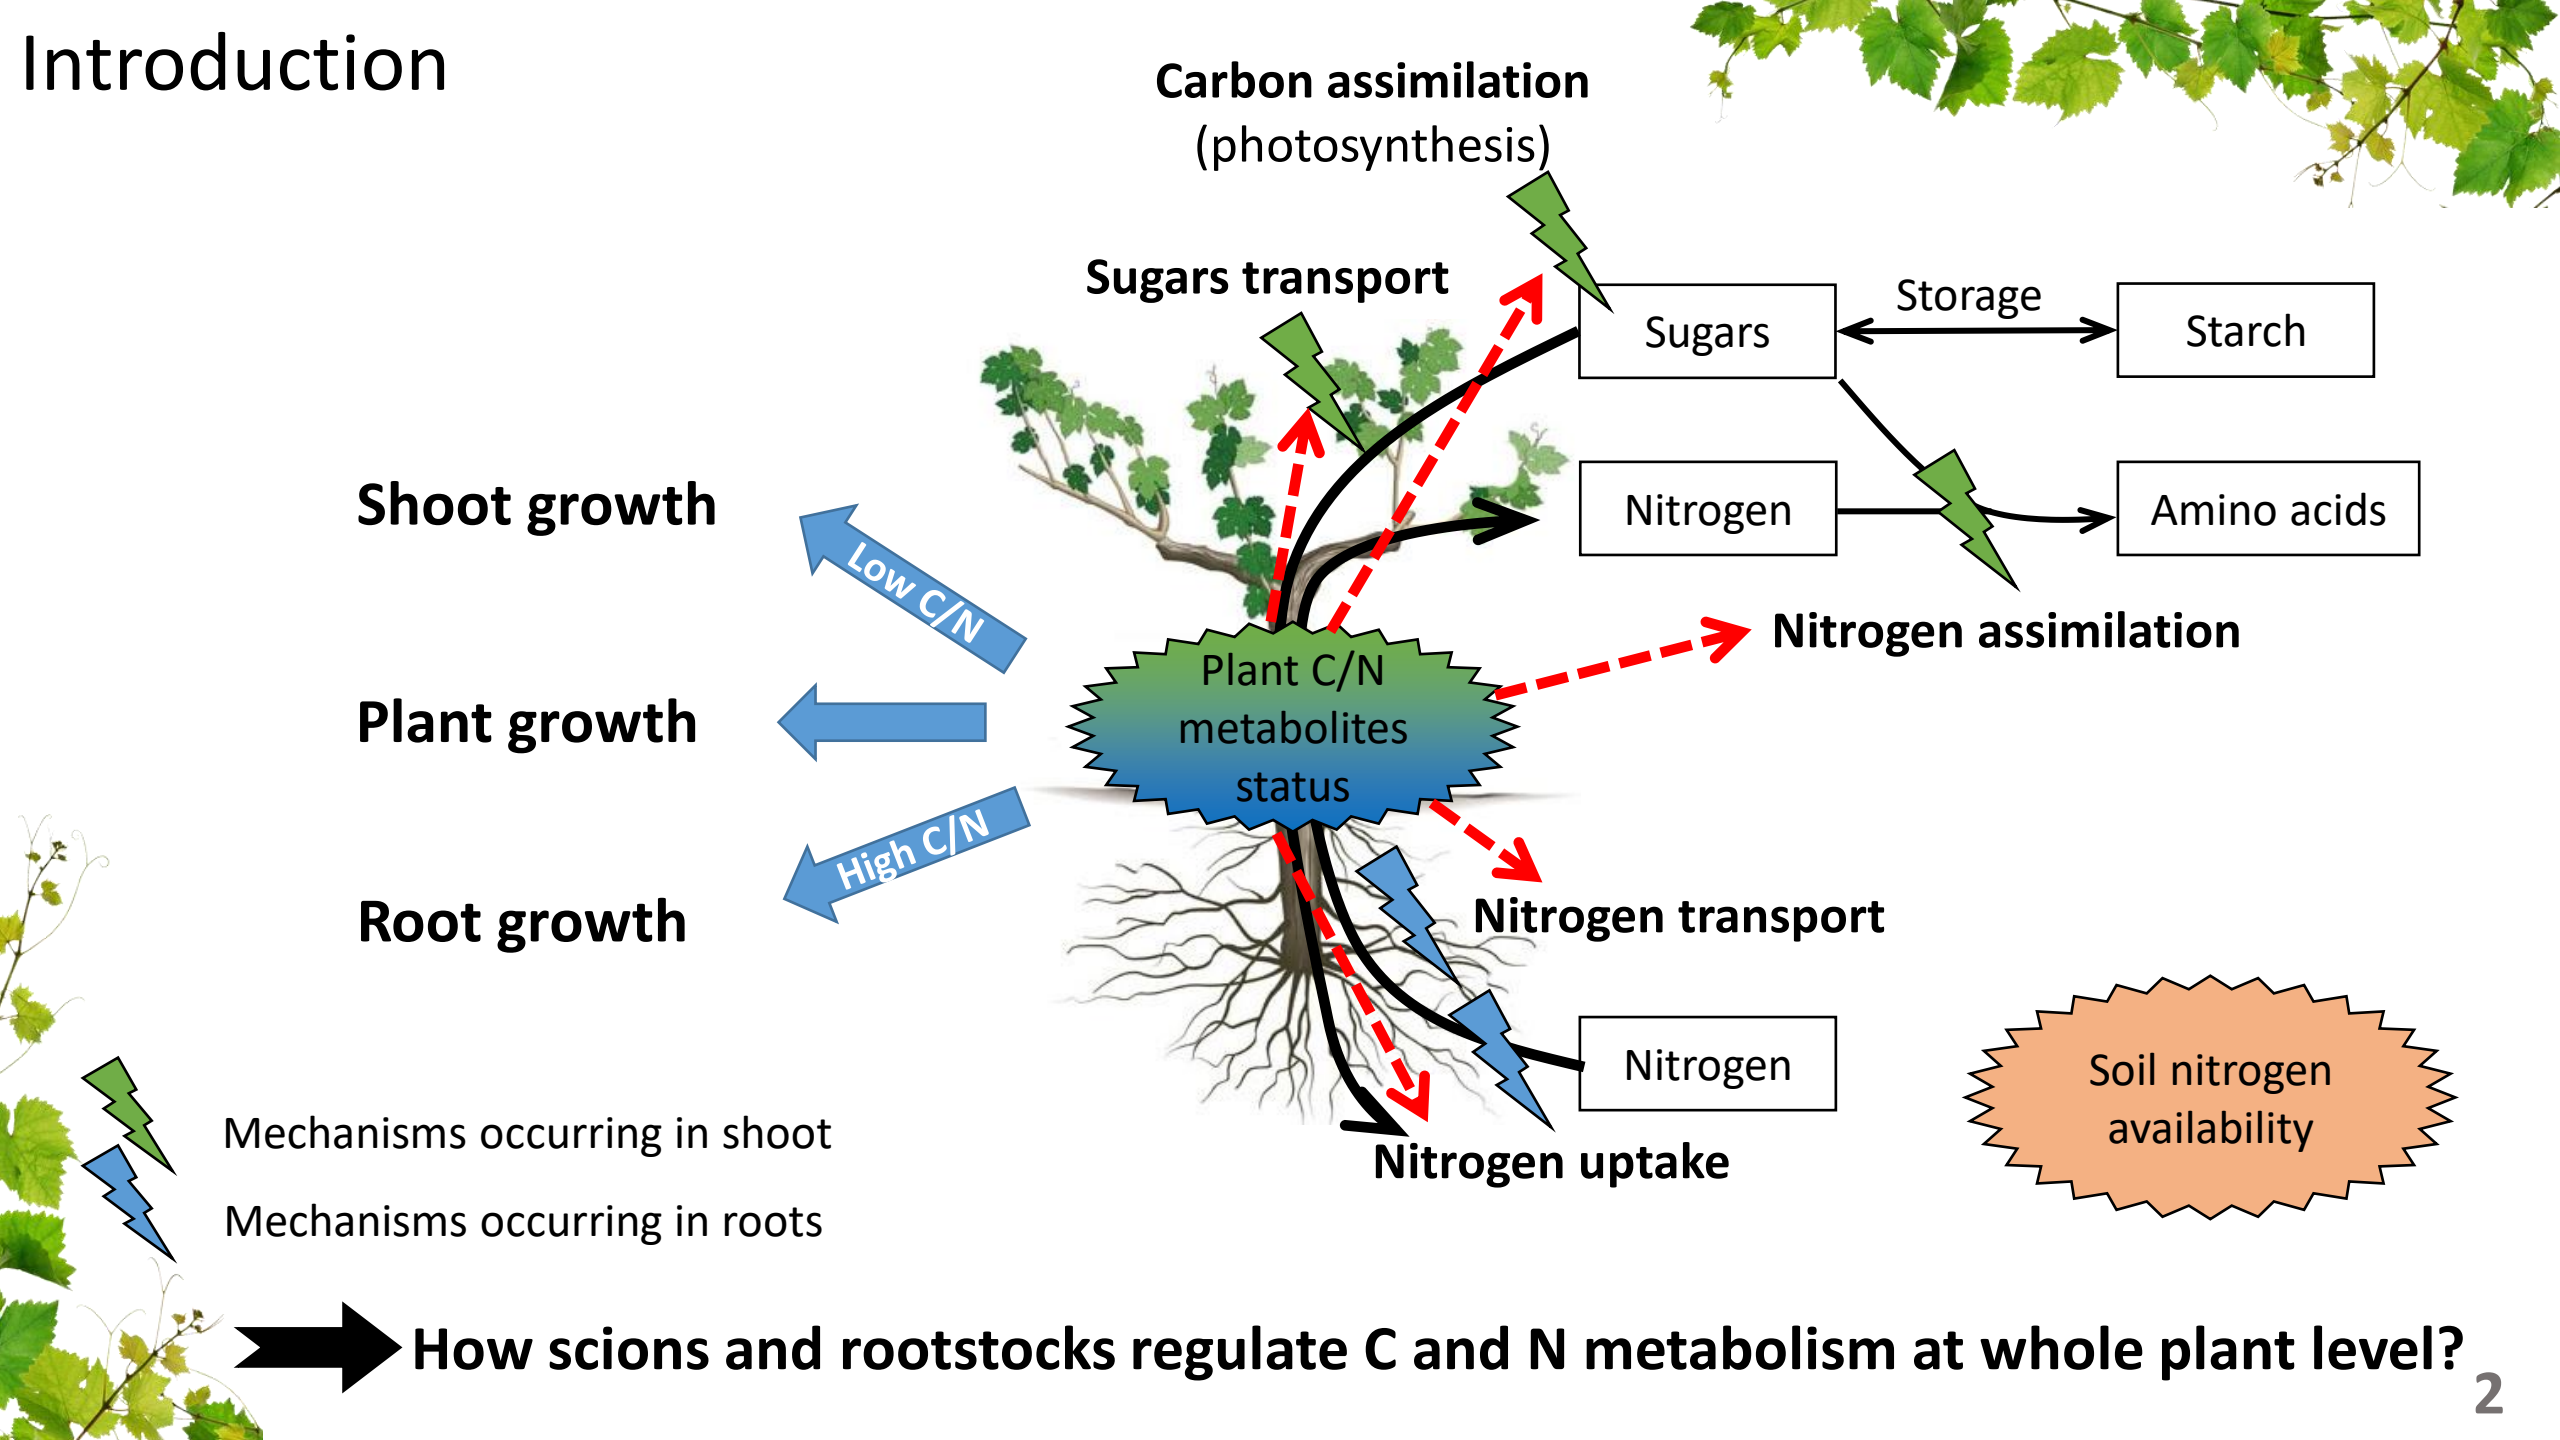 Introduction
Carbon assimilation
(photosynthesis)
Sugars transport
Sugars
Storage
Starch
Shoot growth
Low C/N
Nitrogen
Amino acids
Nitrogen assimilation
Plant growth
Plant C/N
metabolites
status
High C/N
Root growth
Nitrogen transport
Nitrogen
Soil nitrogen
availability
Nitrogen uptake
Mechanisms occurring in shoot
Mechanisms occurring in roots
How scions and rootstocks regulate C and N metabolism at whole plant level?
2